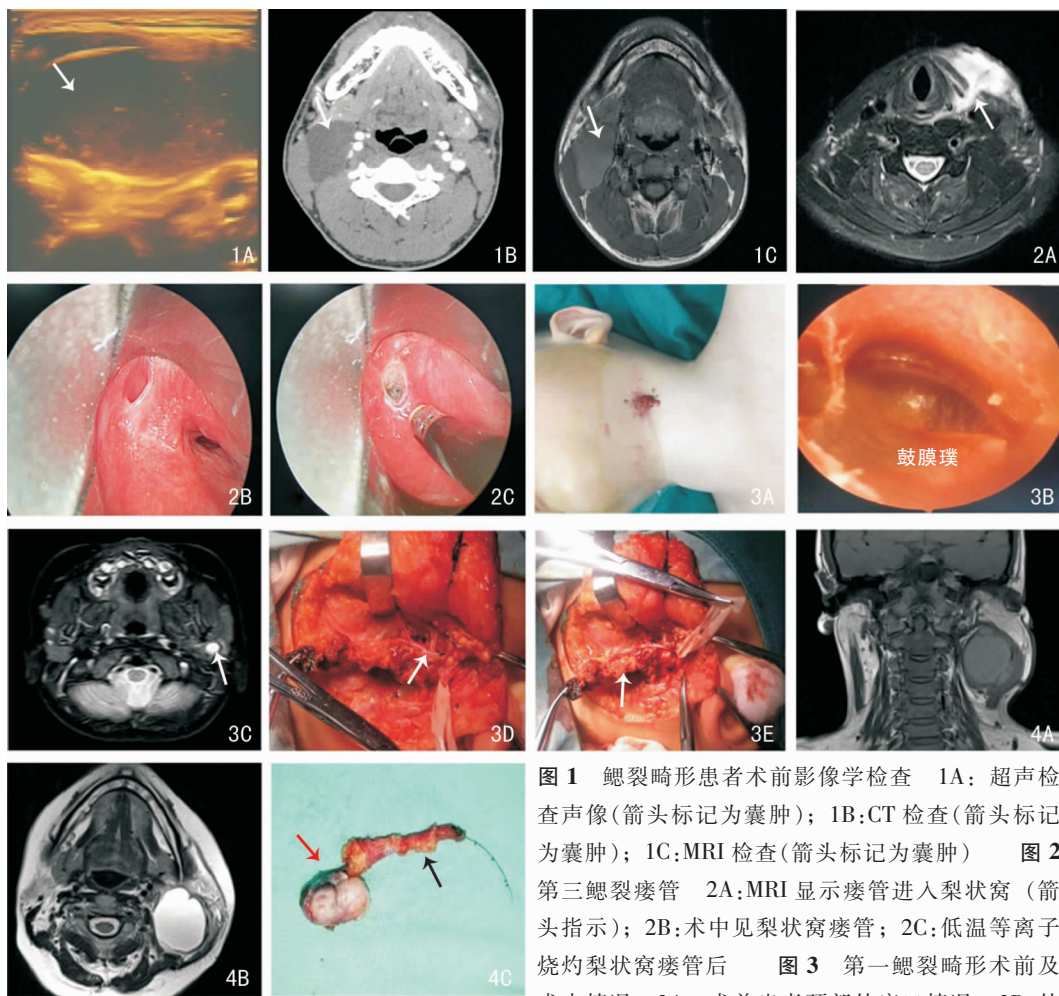 1A
1B
1C
2A
2B
2C
3A
鼓膜璞
3B
3C
3D
3E
4A
4B
4C
图 1 鳃裂畸形患者术前影像学检查 1A：超声检
查声像(箭头标记为囊肿)；1B:CT 检查(箭头标记
为囊肿)；1C:MRI 检查(箭头标记为囊肿) 图 2
第三鳃裂瘘管 2A:MRI 显示瘘管进入梨状窝 (箭
头指示)；2B:术中见梨状窝瘘管；2C:低温等离子
烧灼梨状窝瘘管后 图 3 第一鳃裂畸形术前及